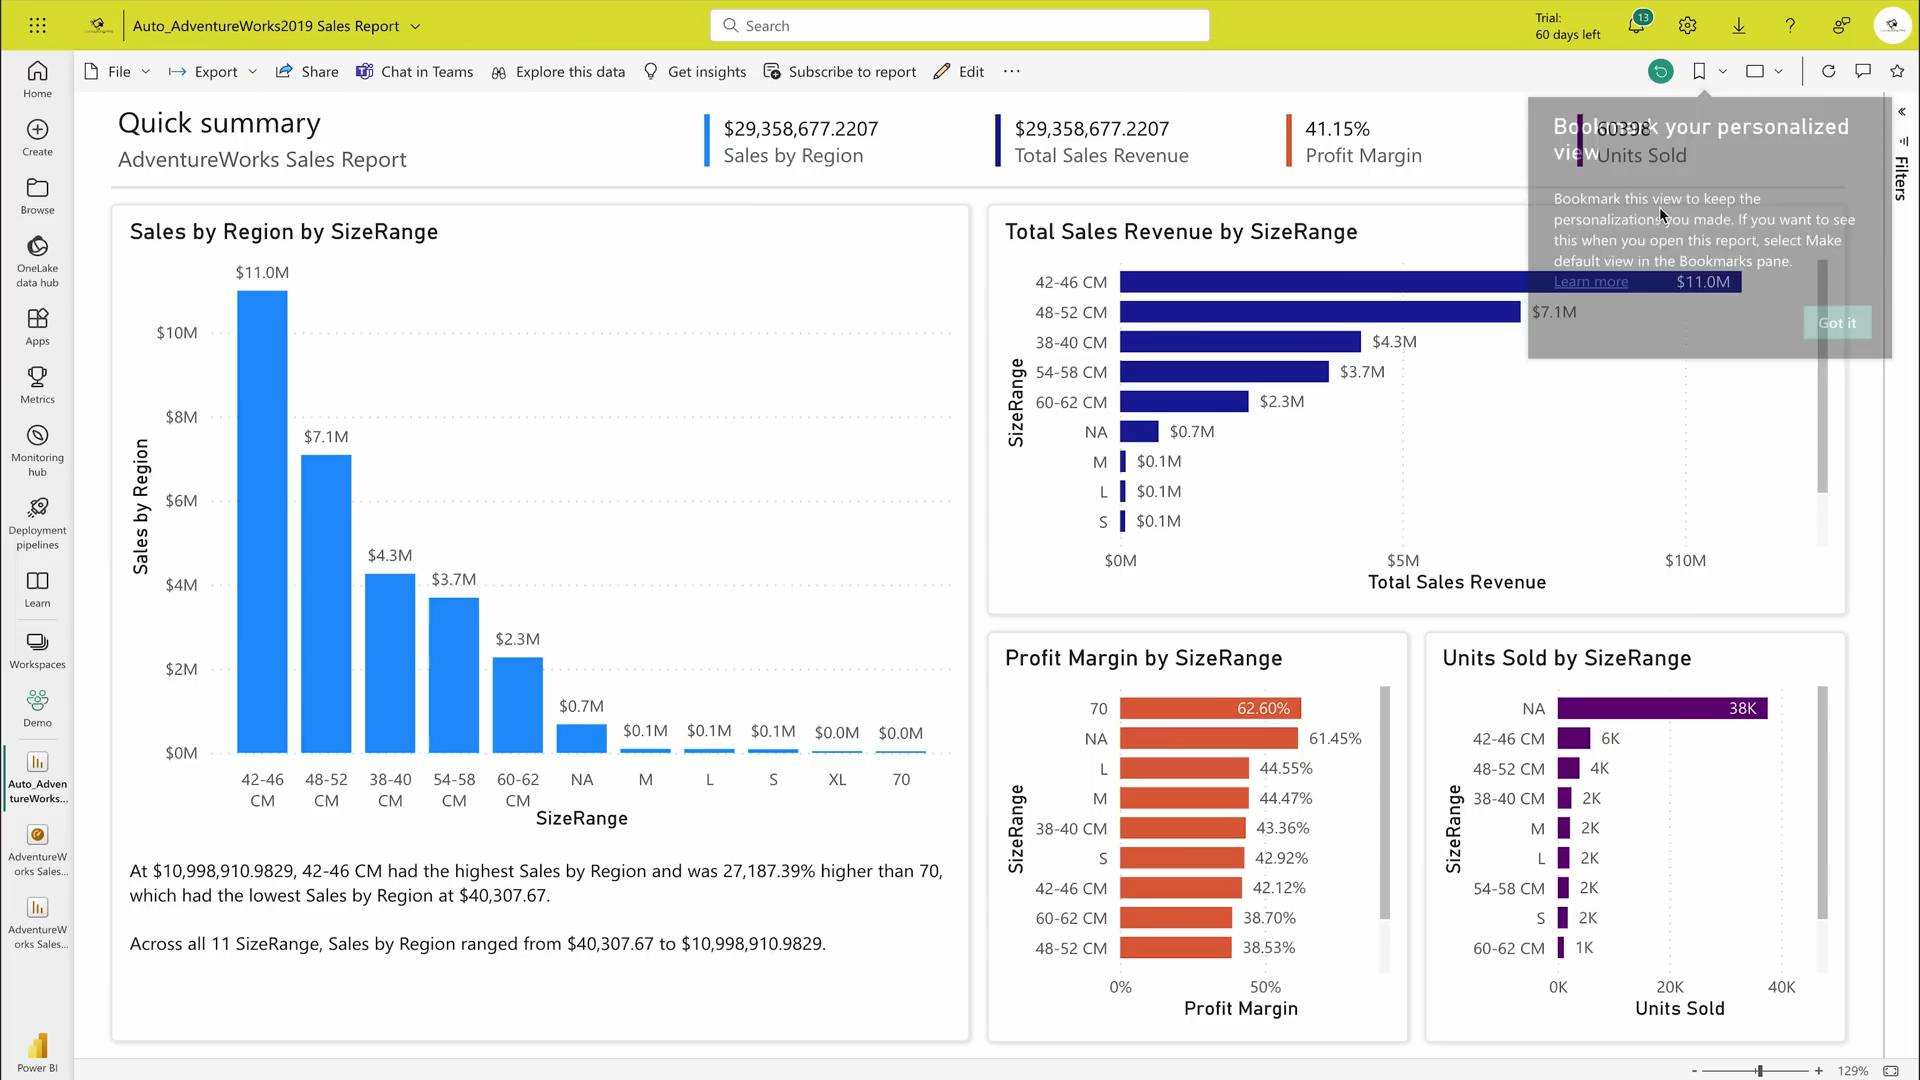 Auto_AdventureWorks2019 Sales Report
Search
Trial:
60 days left
13
File
Export
Share
Chat in Teams
Explore this data
Get insights
Subscribe to report
Edit
Home
Create
Browse
OneLake
data hub
Apps
Metrics
Monitoring
hub
Deployment
pipelines
Learn
Workspaces
Demo
Auto_Adven
tureWorks...
AdventureW
orks Sales...
AdventureW
orks Sales...
Power BI
Quick summary
AdventureWorks Sales Report
$29,358,677.2207
Sales by Region
$29,358,677.2207
Total Sales Revenue
41.15%
Profit Margin
60398
Units Sold
Bookmark your personalized
view
Bookmark this view to keep the
personalizations you made. If you want to see
this when you open this report, select Make
default view in the Bookmarks pane.
Learn more
Got it
Filters
Sales by Region by SizeRange
$11.0M
$10M
$7.1M
$8M
$6M
$4.3M
$3.7M
$4M
$2.3M
$2M
$0.7M
$0.1M
$0.1M
$0.1M
$0.0M
$0.0M
$0M
Sales by Region
42-46
CM
48-52
CM
38-40
CM
54-58
CM
60-62
CM
NA
M
L
S
XL
70
SizeRange
At $10,998,910.9829, 42-46 CM had the highest Sales by Region and was 27,187.39% higher than 70,
which had the lowest Sales by Region at $40,307.67.
Across all 11 SizeRange, Sales by Region ranged from $40,307.67 to $10,998,910.9829.
Total Sales Revenue by SizeRange
SizeRange
42-46 CM $11.0M
48-52 CM $7.1M
38-40 CM $4.3M
54-58 CM $3.7M
60-62 CM $2.3M
NA $0.7M
M $0.1M
L $0.1M
S $0.1M
$0M $5M $10M
Total Sales Revenue
Profit Margin by SizeRange
SizeRange
70 62.60%
NA 61.45%
L 44.55%
M 44.47%
38-40 CM 43.36%
S 42.92%
42-46 CM 42.12%
60-62 CM 38.70%
48-52 CM 38.53%
0% 50%
Profit Margin
Units Sold by SizeRange
SizeRange
NA 38K
42-46 CM 6K
48-52 CM 4K
38-40 CM 2K
M 2K
L 2K
54-58 CM 2K
S 2K
60-62 CM 1K
0K 20K 40K
Units Sold
129%